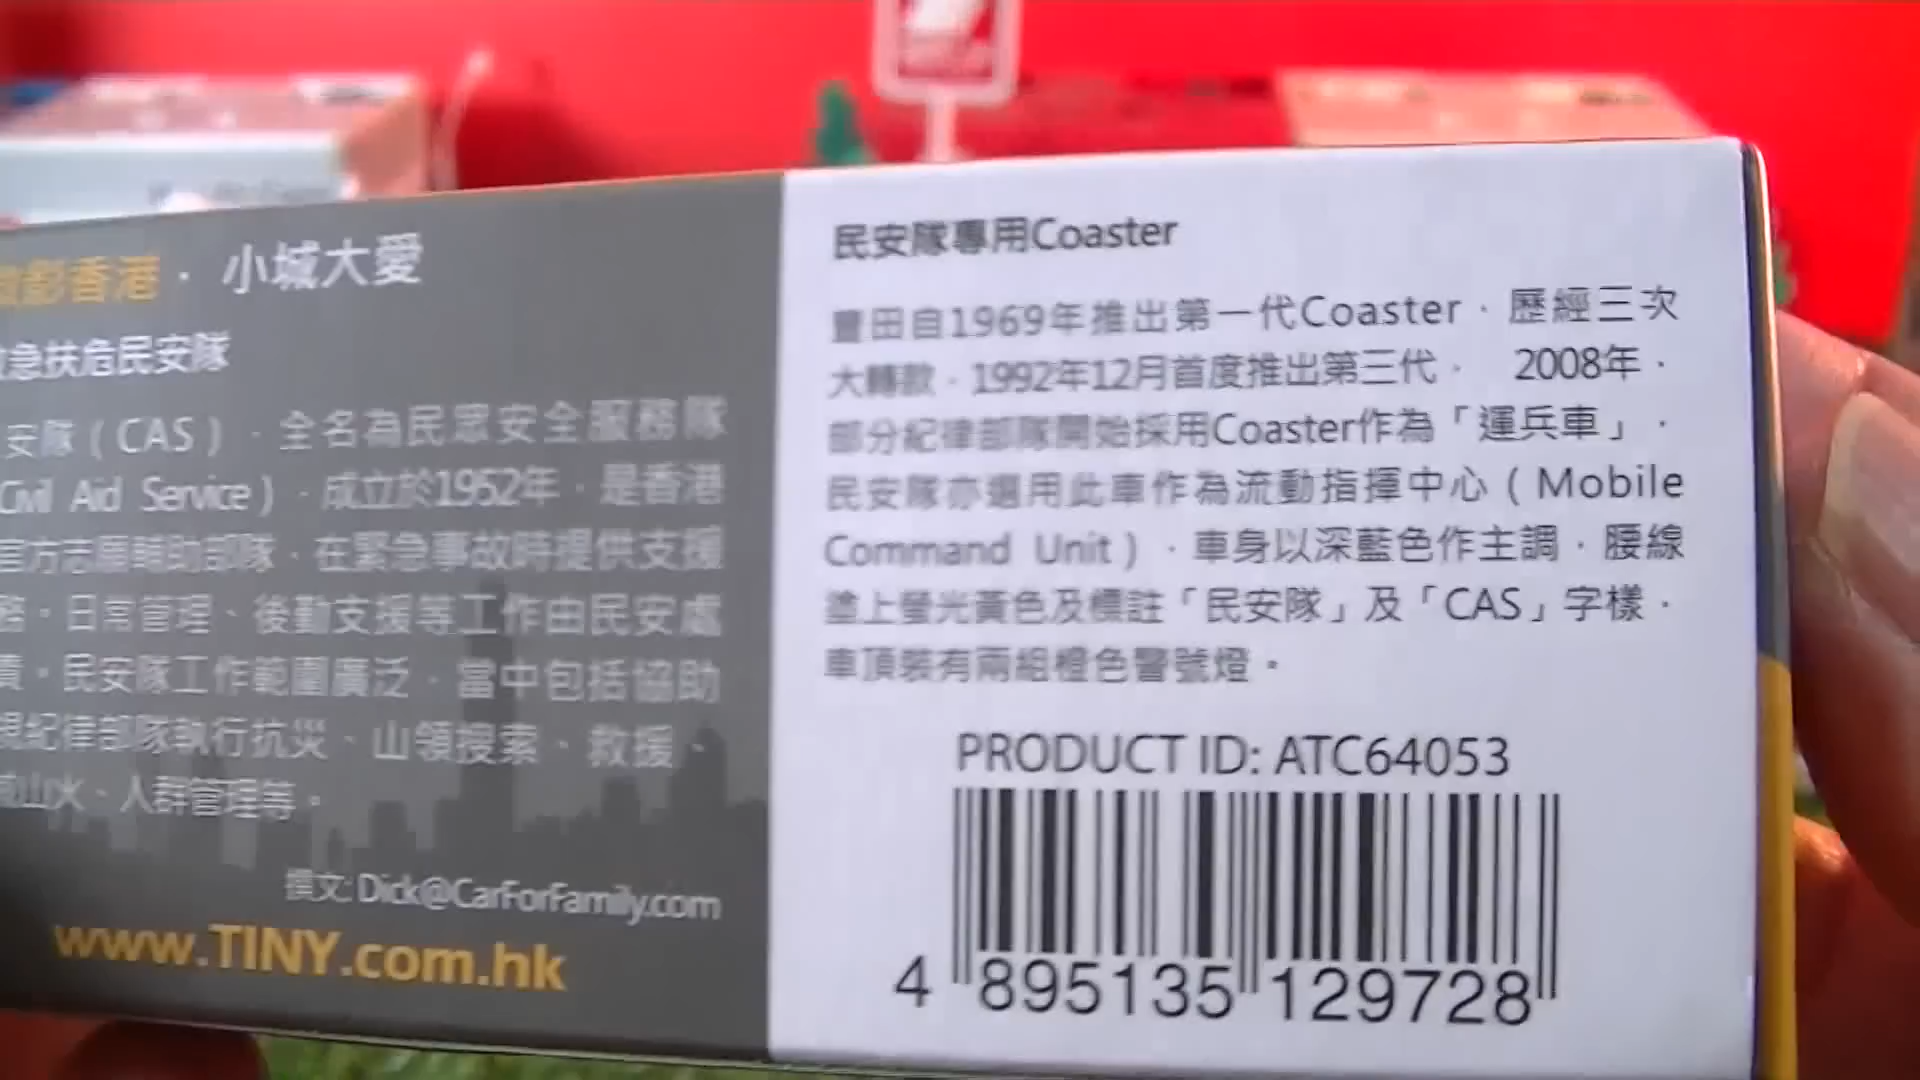 香港 · 小城大愛
急扶危民安隊
安隊（CAS），全名為民眾安全服務隊
Civil Aid Service），成立於1952年，是香港
官方志願輔助部隊，在緊急事故時提供支援
務，日常管理、後勤支援等工作由民安處
責。民安隊工作範圍廣泛，當中包括協助
紀律部隊執行抗災、山嶺搜索、救援、
山火、人群管理等。
撰文: Dick@CarForFamily.com
www.TINY.com.hk
民安隊專用Coaster
豐田自1969年推出第一代Coaster，歷經三次
大轉款，1992年12月首度推出第三代， 2008年，
部分紀律部隊開始採用Coaster作為「運兵車」，
民安隊亦選用此車作為流動指揮中心（Mobile
Command Unit），車身以深藍色作主調，腰線
塗上螢光黃色及標註「民安隊」及「CAS」字樣，
車頂裝有兩組橙色警號燈。
PRODUCT ID: ATC64053
4 895135 129728